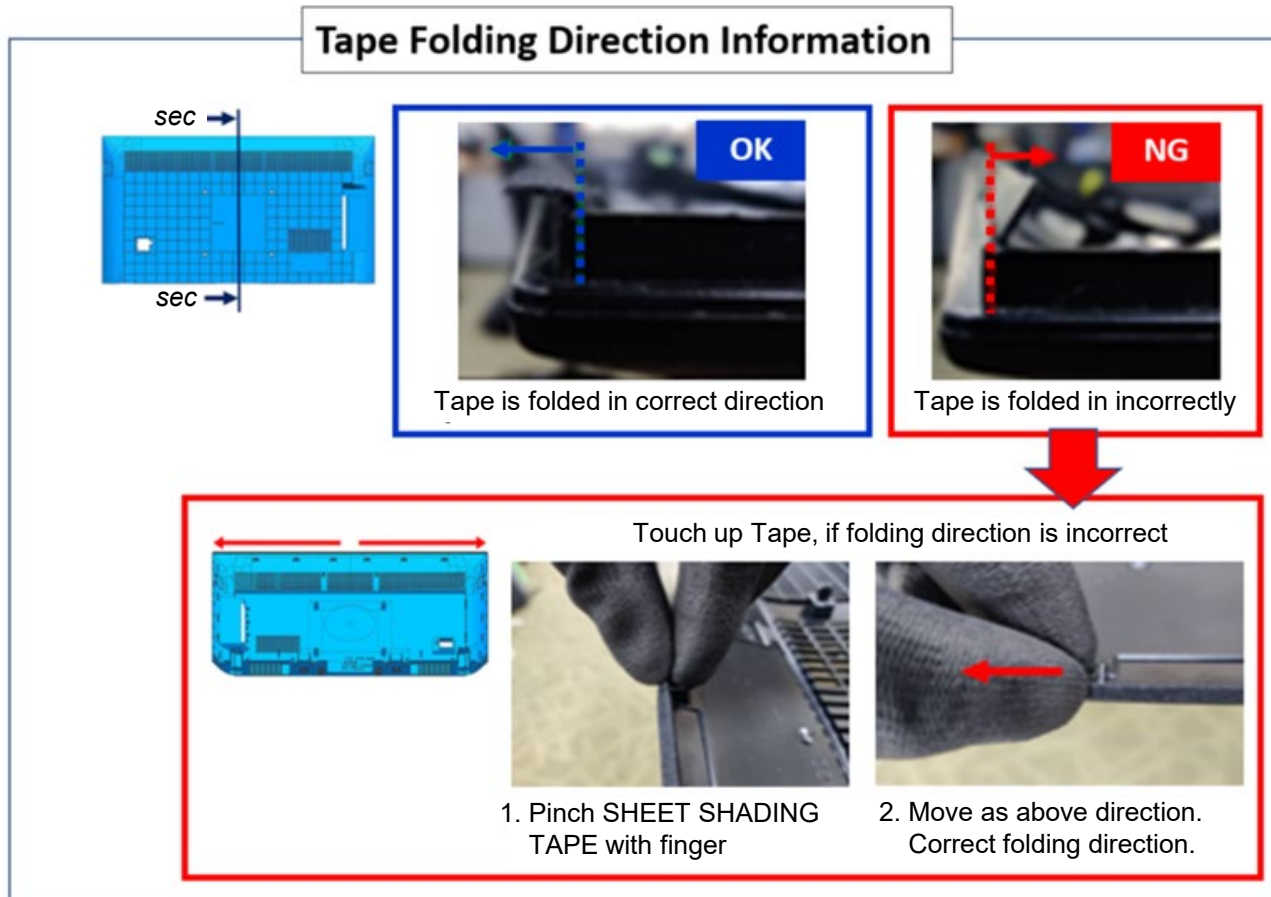 Tape Folding Direction Information
sec
sec
OK
Tape is folded in correct direction
NG
Tape is folded in incorrectly
Touch up Tape, if folding direction is incorrect
1. Pinch SHEET SHADING
TAPE with finger
2. Move as above direction.
Correct folding direction.